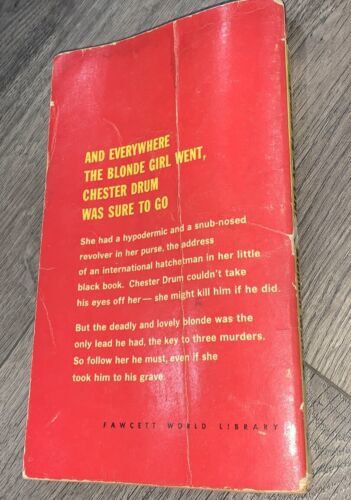 AND EVERYWHERE
THE BLONDE GIRL WENT,
CHESTER DRUM
WAS SURE TO GO
She had a hypodermic and a snub-nosed
revolver in her purse, the address
of an international hatchetman in her little
black book. Chester Drum couldn't take
his eyes off her — she might kill him if he did.
But the deadly and lovely blonde was the
only lead he had, the key to three murders.
So follow her he must, even if she
took him to his grave.
FAWCETT WORLD LIBRARY